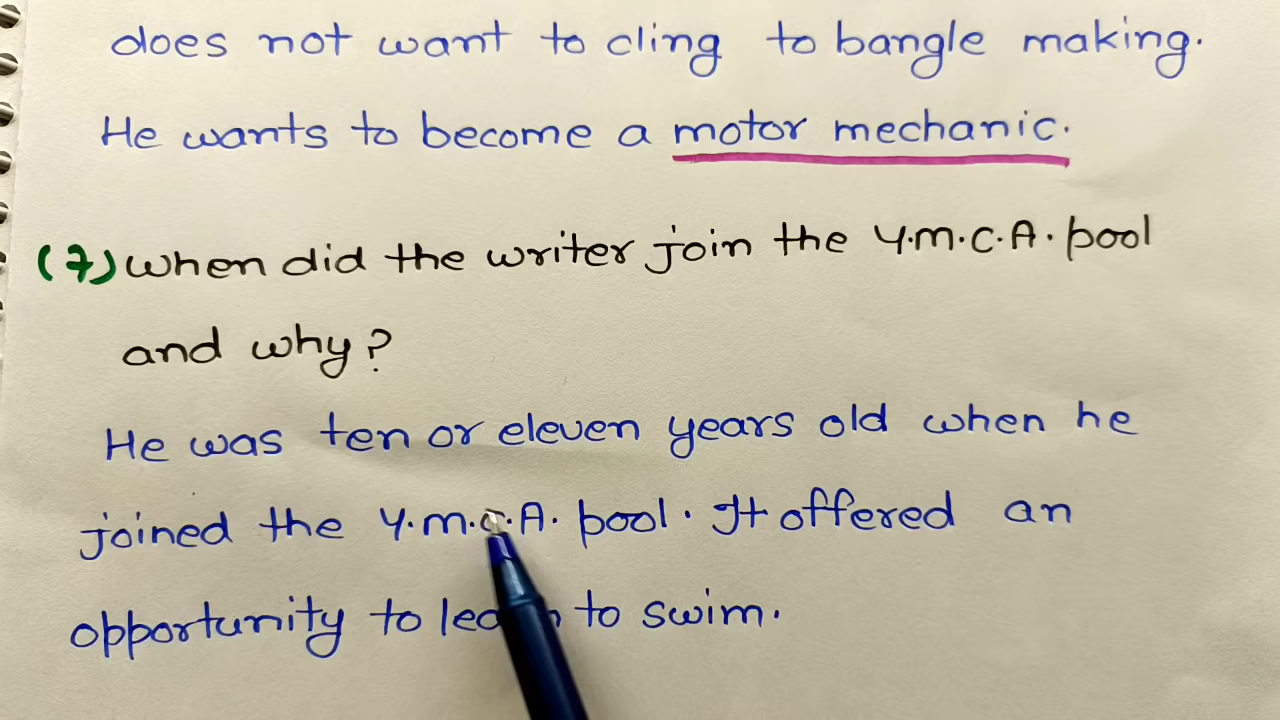 does not want to cling to bangle making.
He wants to become a motor mechanic.
(7) When did the writer join the Y.M.C.A. pool
and why?
He was ten or eleven years old when he
joined the Y.M.C.A. pool. It offered an
opportunity to learn to swim.